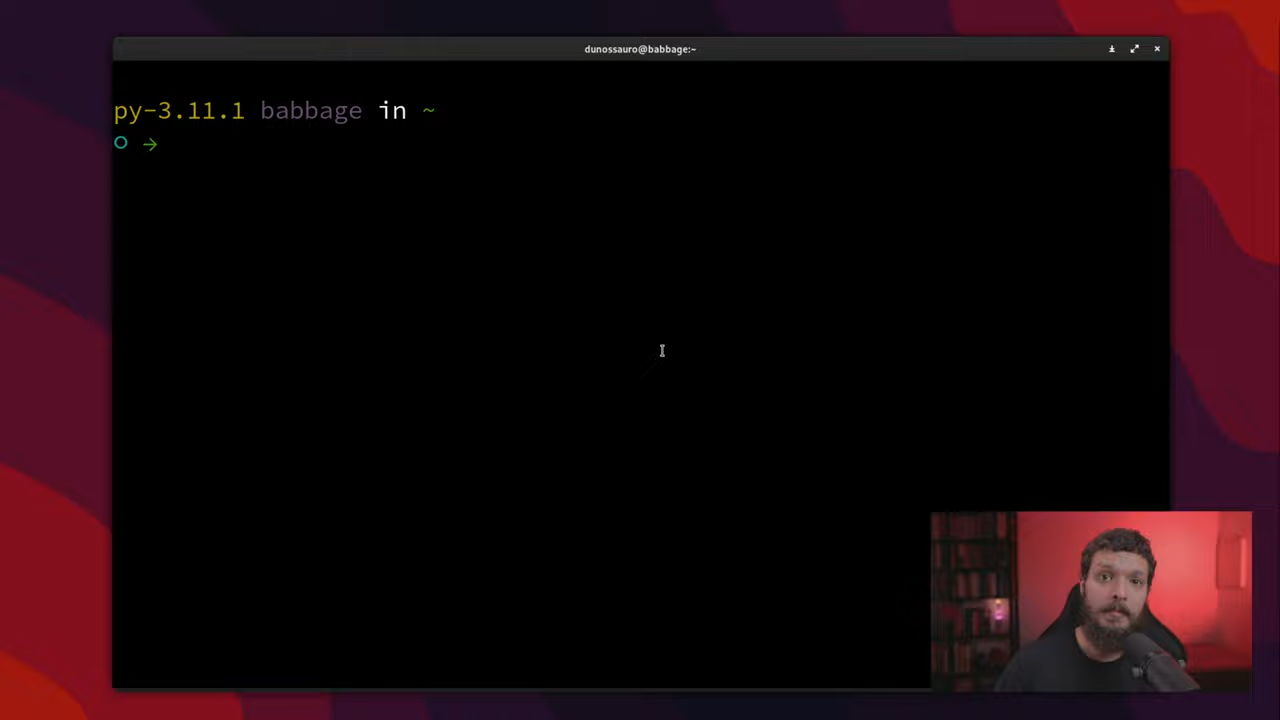 dunossauro@babbage:~
py-3.11.1 babbage in ~
○ →